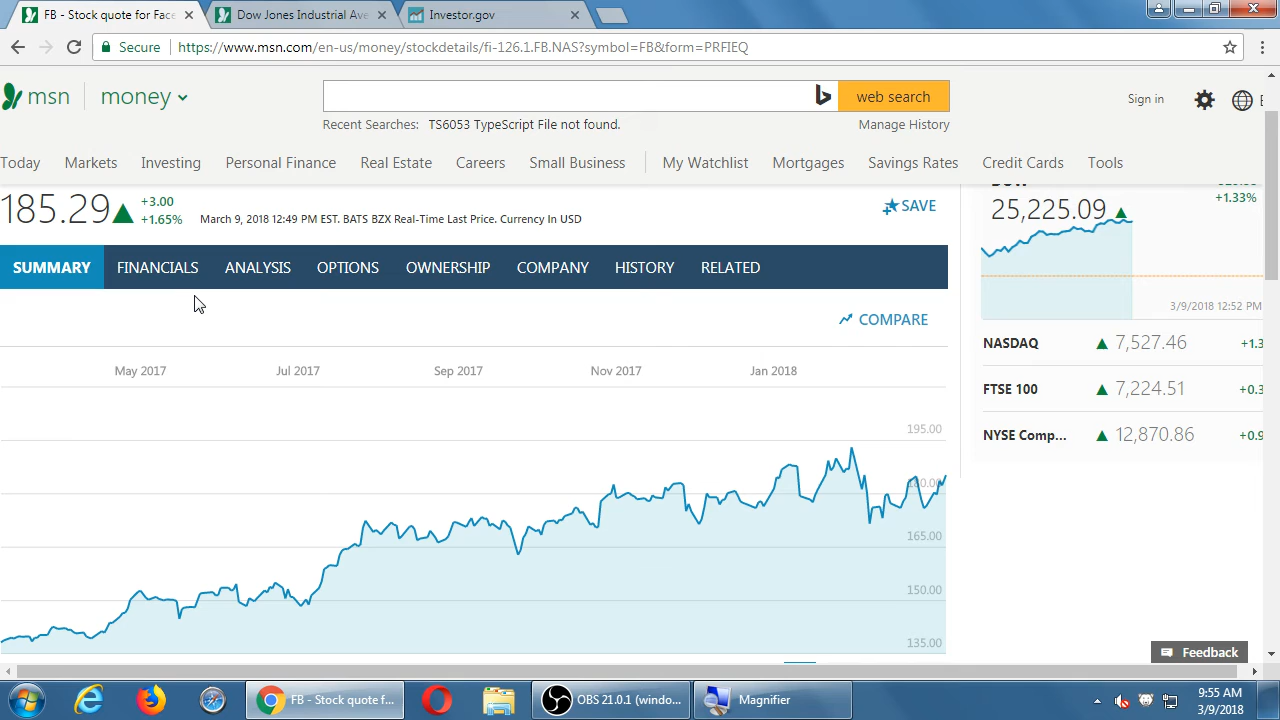 FB - Stock quote for Face
Dow Jones Industrial Ave
Investor.gov
Secure
https://www.msn.com/en-us/money/stockdetails/fi-126.1.FB.NAS?symbol=FB&form=PRFIEQ
msn
money
web search
Sign in
Recent Searches: TS6053 TypeScript File not found.
Manage History
Today Markets Investing Personal Finance Real Estate Careers Small Business My Watchlist Mortgages Savings Rates Credit Cards Tools
185.29
+3.00
+1.65%
March 9, 2018 12:49 PM EST. BATS BZX Real-Time Last Price. Currency In USD
SAVE
+1.33%
25,225.09
SUMMARY FINANCIALS ANALYSIS OPTIONS OWNERSHIP COMPANY HISTORY RELATED
3/9/2018 12:52 PM
COMPARE
NASDAQ 7,527.46 +1.3
FTSE 100 7,224.51 +0.3
NYSE Comp... 12,870.86 +0.9
May 2017 Jul 2017 Sep 2017 Nov 2017 Jan 2018
195.00
180.00
165.00
150.00
135.00
Feedback
FB - Stock quote f...
OBS 21.0.1 (windo...
Magnifier
9:55 AM
3/9/2018